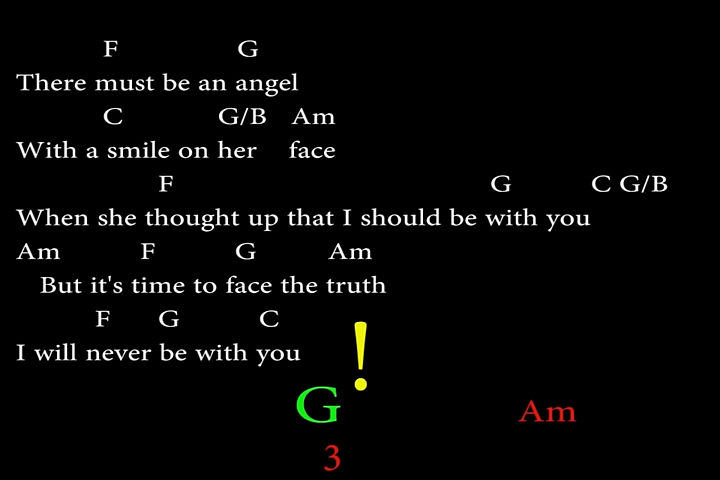 F G
There must be an angel
C G/B Am
With a smile on her face
F G C G/B
When she thought up that I should be with you
Am F G Am
But it's time to face the truth
F G C
I will never be with you
!
G Am
3